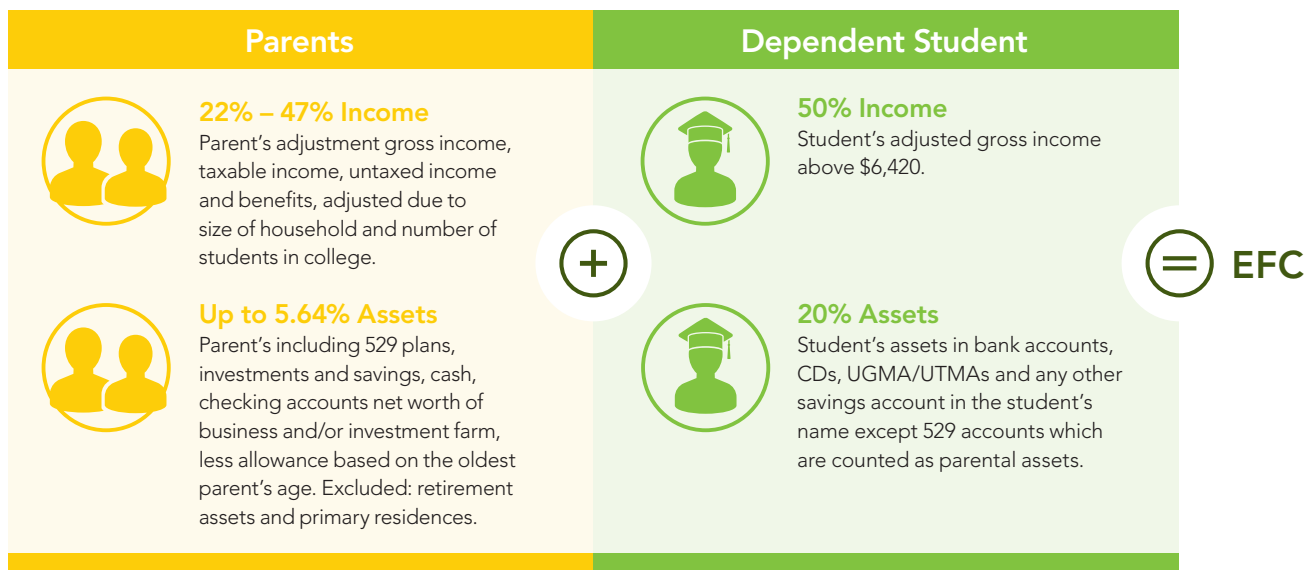 Parents
22% – 47% Income
Parent's adjustment gross income,
taxable income, untaxed income
and benefits, adjusted due to
size of household and number of
students in college.
Up to 5.64% Assets
Parent's including 529 plans,
investments and savings, cash,
checking accounts net worth of
business and/or investment farm,
less allowance based on the oldest
parent's age. Excluded: retirement
assets and primary residences.
+
Dependent Student
50% Income
Student's adjusted gross income
above $6,420.
20% Assets
Student's assets in bank accounts,
CDs, UGMA/UTMAs and any other
savings account in the student's
name except 529 accounts which
are counted as parental assets.
= EFC